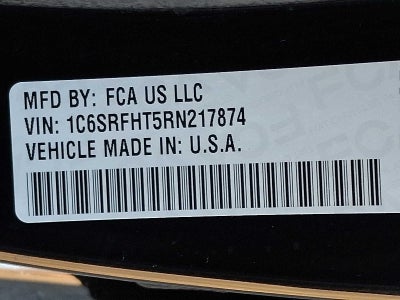 MFD BY: FCA US LLC
VIN: 1C6SRFHT5RN217874
VEHICLE MADE IN: U.S.A.